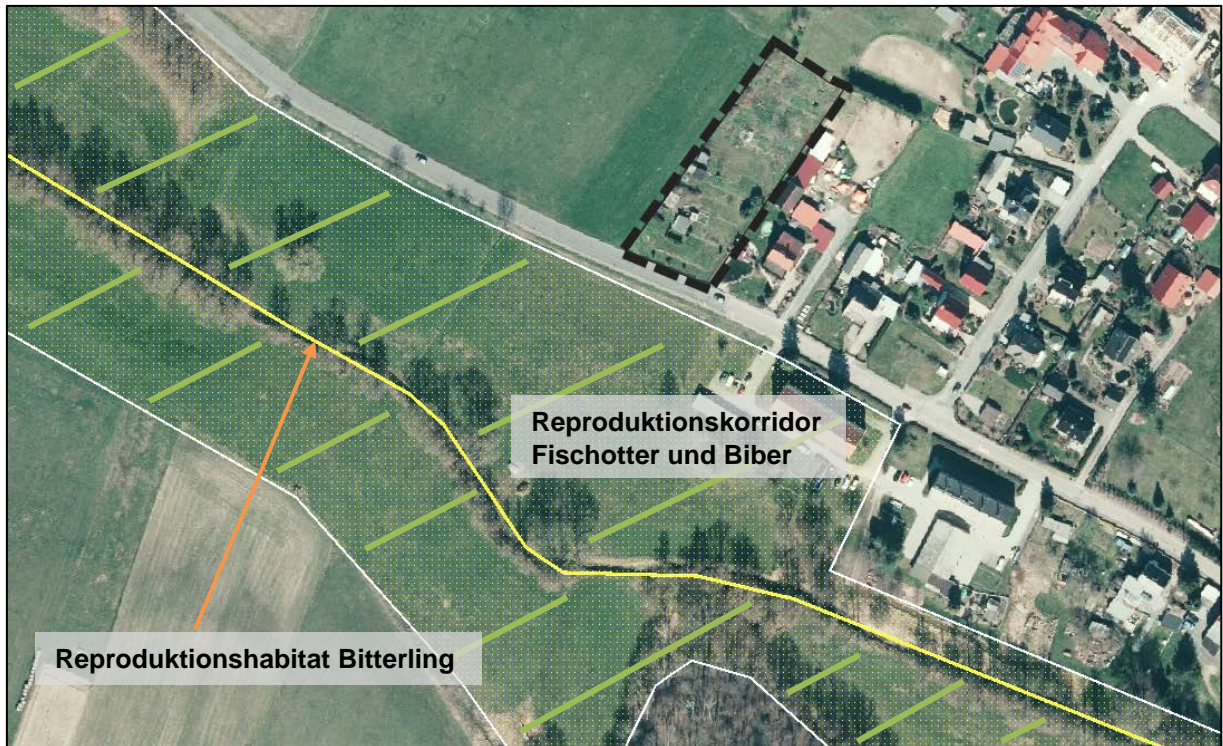 Reproduktionskorridor
Fischotter und Biber
Reproduktionshabitat Bitterling